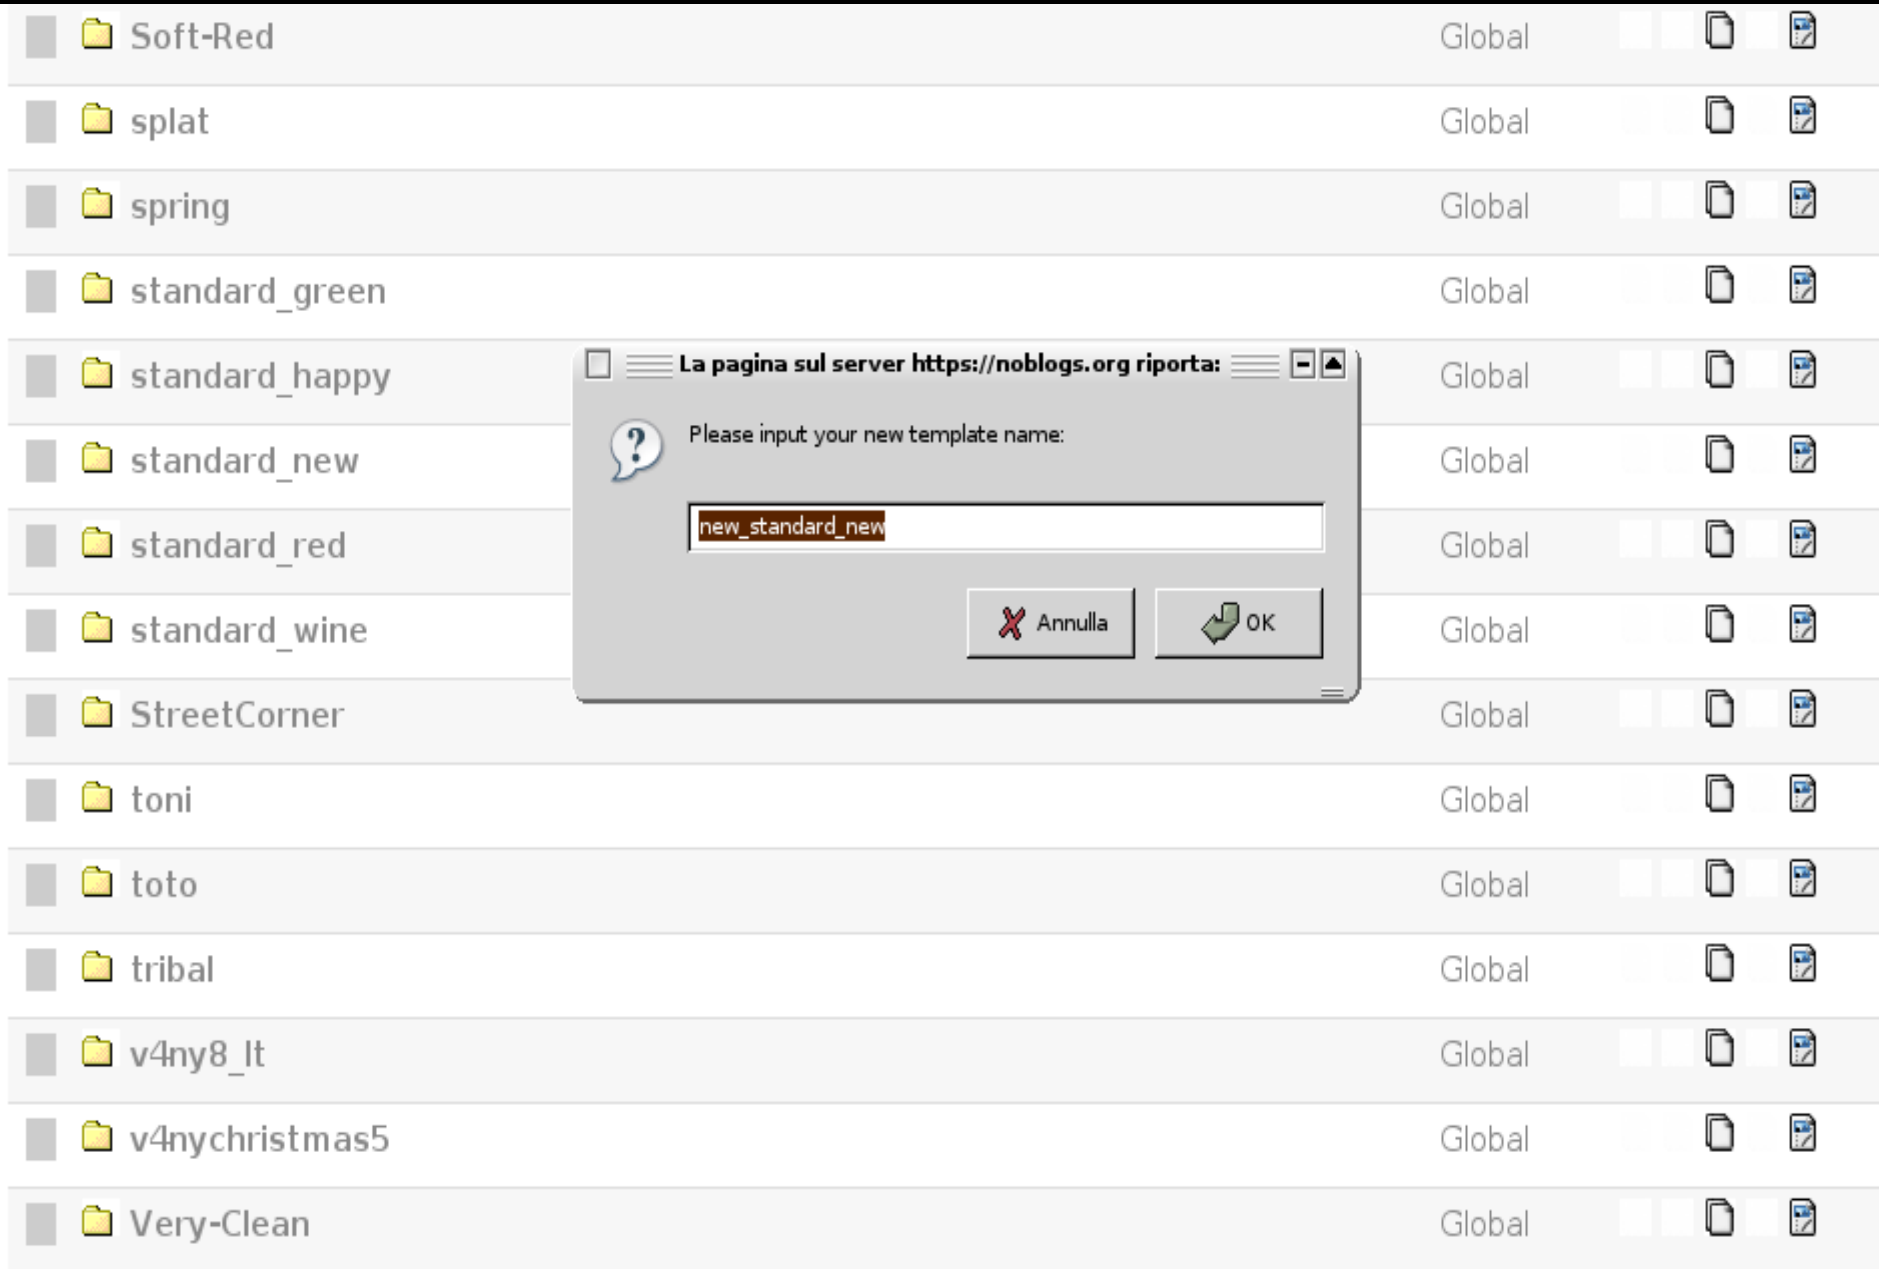 Soft-Red Global
splat Global
spring Global
standard_green Global
standard_happy Global
standard_new Global
standard_red Global
standard_wine Global
StreetCorner Global
toni Global
toto Global
tribal Global
v4ny8_lt Global
v4nychristmas5 Global
Very-Clean Global
La pagina sul server https://noblogs.org riporta:
Please input your new template name:
new_standard_new
Annulla OK